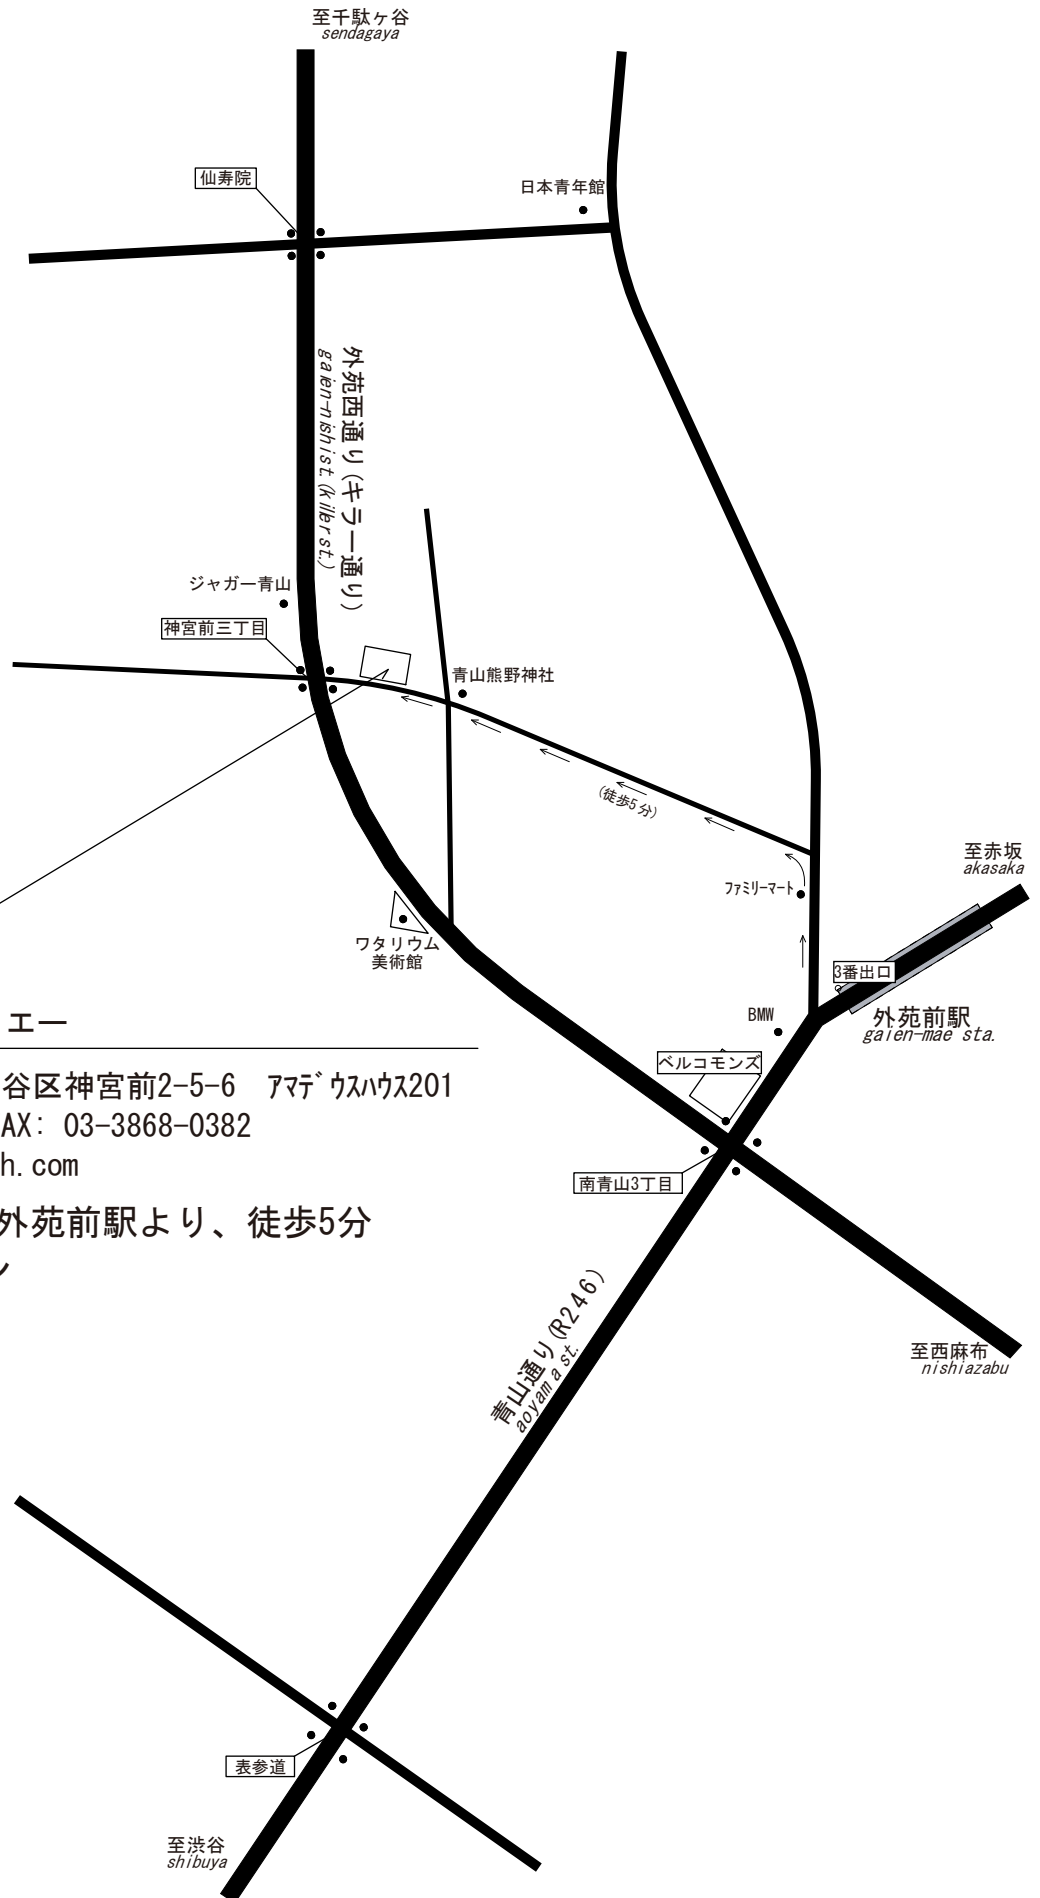 至千駄ヶ谷
sendagaya
仙寿院
日本青年館
外苑西通り(キラー通り)
gaien-nishi st.(killer st.)
ジャガー青山
神宮前三丁目
青山熊野神社
(徒歩5分)
至赤坂
akasaka
ファミリーマート
ワタリウム
美術館
3番出口
外苑前駅
gaien-mae sta.
BMW
ベルコモンズ
エー
谷区神宮前2-5-6 アマデウスハウス201
AX: 03-3868-0382
h.com
南青山3丁目
外苑前駅より、徒歩5分
青山通り(R246)
aoyama st.
至西麻布
nishiazabu
表参道
至渋谷
shibuya